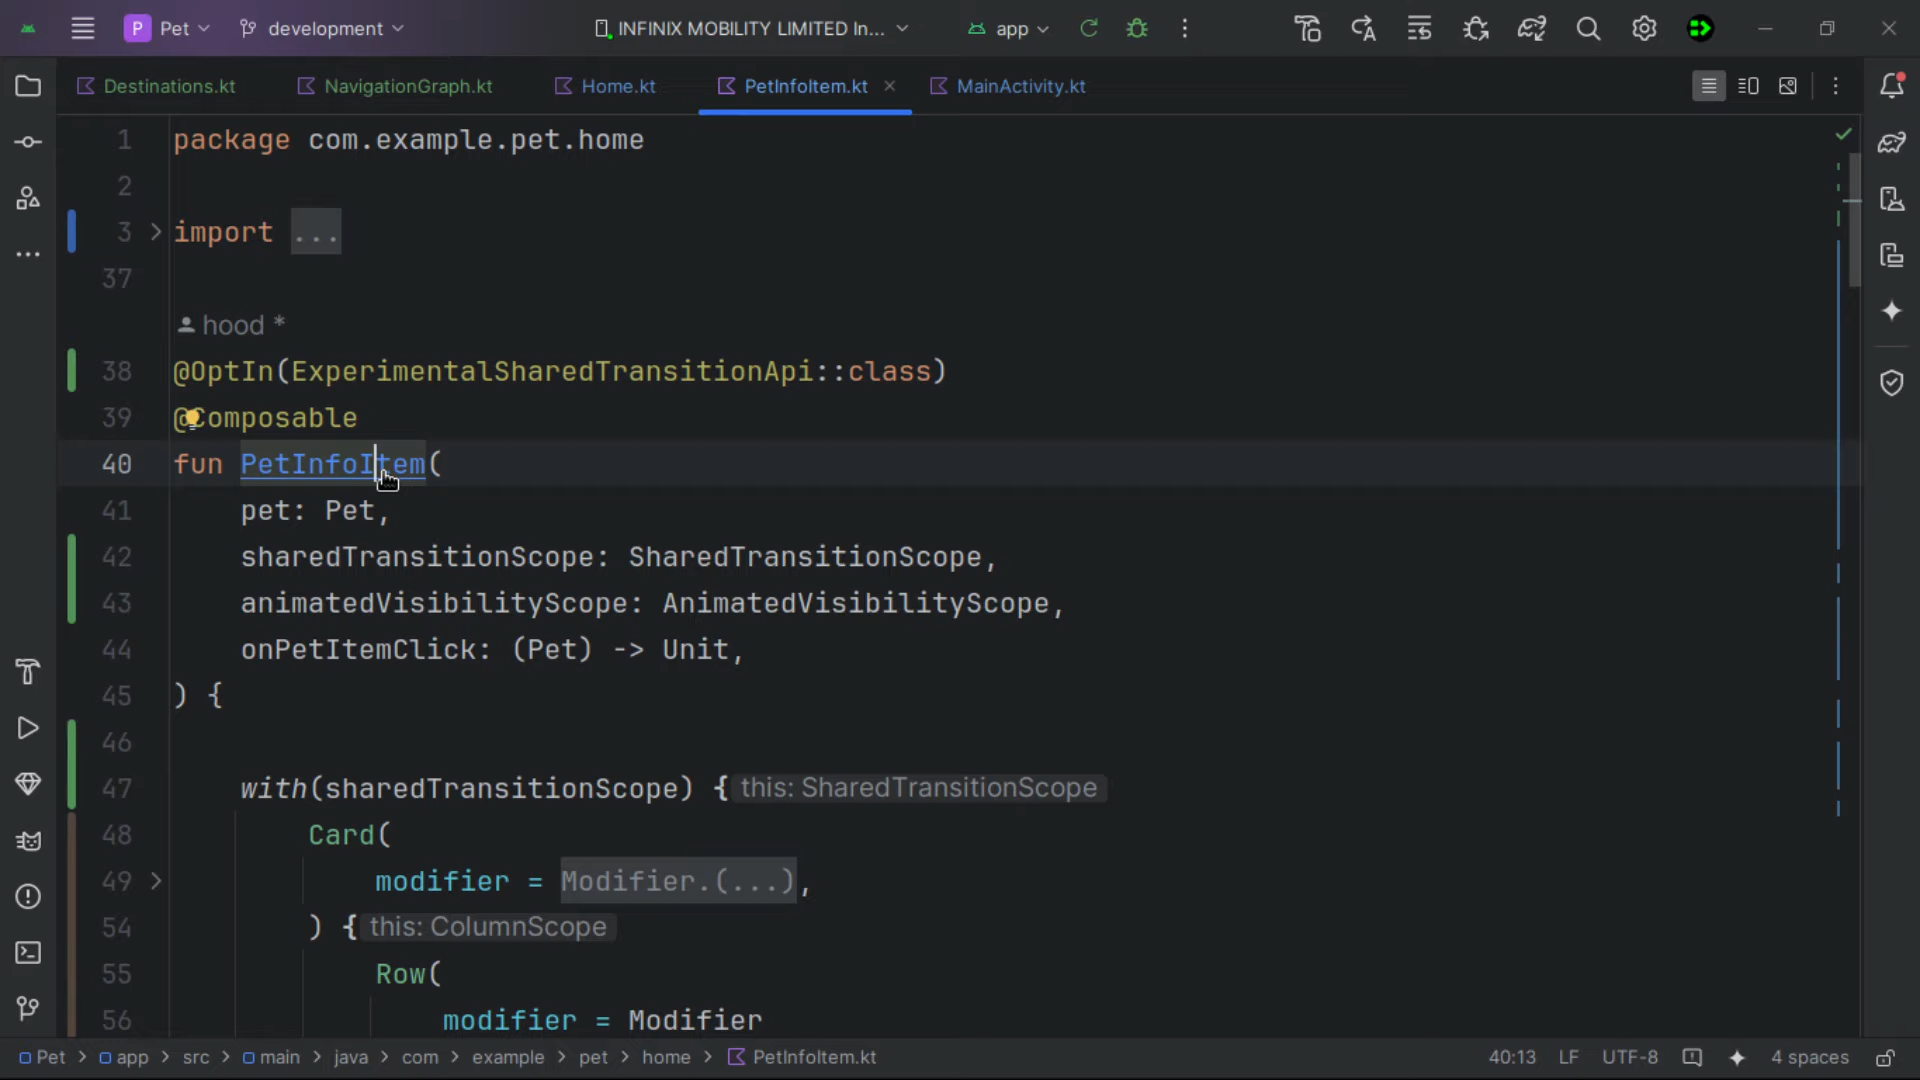 P Pet development INFINIX MOBILITY LIMITED In... app
Destinations.kt NavigationGraph.kt Home.kt PetInfoItem.kt MainActivity.kt
1 package com.example.pet.home
2
3 import ...
37
hood *
38 @OptIn(ExperimentalSharedTransitionApi::class)
39 @Composable
40 fun PetInfoItem(
41 pet: Pet,
42 sharedTransitionScope: SharedTransitionScope,
43 animatedVisibilityScope: AnimatedVisibilityScope,
44 onPetItemClick: (Pet) -> Unit,
45 ) {
46
47 with(sharedTransitionScope) { this: SharedTransitionScope
48 Card(
49 modifier = Modifier.(...),
54 ) { this: ColumnScope
55 Row(
56 modifier = Modifier
Pet > app > src > main > java > com > example > pet > home > PetInfoItem.kt 40:13 LF UTF-8 4 spaces